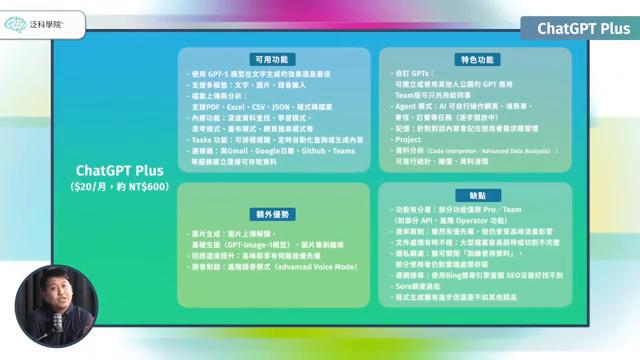 泛科學院
ChatGPT Plus
ChatGPT Plus
($20/月，約 NT$600)
可用功能
- 使用 GPT-5 模型在文字生成的效果還是最佳
- 支援多模態：文字、圖片、語音輸入
- 檔案上傳與分析：
支援PDF、Excel、CSV、JSON、程式碼檔案
- 內建功能：深度資料查找、學習模式、
思考模式、畫布模式、網頁搜尋模式等
- Tasks 功能：可排程提醒、定時自動化查詢或生成內容
- 連接器：與Gmail、Google日曆、Github、Teams
等服務建立連接可存取資料
特色功能
- 自訂 GPTs：
可建立或使用其他人公開的 GPT 應用
Team版可只共用給同事
- Agent 模式：AI 可自行操作網頁、填表單、
寄信、訂餐等任務（逐步開放中）
- 記憶：針對對話內容會記住使用者需求跟習慣
- Project
- 資料分析（Code Interpreter／Advanced Data Analysis）：
可進行統計、繪圖、資料清理
額外優勢
- 圖片生成：圖片上傳解讀、
基礎生圖（GPT-Image-1模型）、圖片筆刷編修
- 回應速度提升：高峰期享有伺服器優先權
- 語音對話：進階語音模式（advanced Voice Mode）
缺點
- 功能有分層：部分功能僅限 Pro／Team
（如部分 API、進階 Operator 功能）
- 速率限制：雖然有優先權，但仍會受高峰流量影響
- 文件處理有時不穩：大型檔案容易超時或切割不完整
- 隱私顧慮：雖可關閉「訓練使用資料」，
部分使用者仍對雲端處理存疑
- 連網搜尋：使用Bing搜尋引擎查閱 SEO沒做好找不到
- Sora額度過低
- 程式生成雖有進步但還是不如其他競品